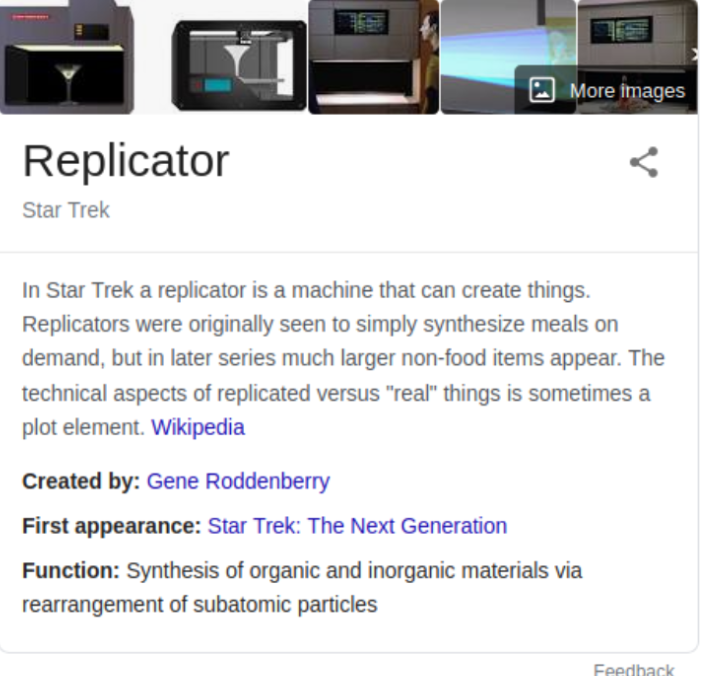 More images
Replicator
Star Trek
In Star Trek a replicator is a machine that can create things.
Replicators were originally seen to simply synthesize meals on
demand, but in later series much larger non-food items appear. The
technical aspects of replicated versus "real" things is sometimes a
plot element. Wikipedia
Created by: Gene Roddenberry
First appearance: Star Trek: The Next Generation
Function: Synthesis of organic and inorganic materials via
rearrangement of subatomic particles
Feedback